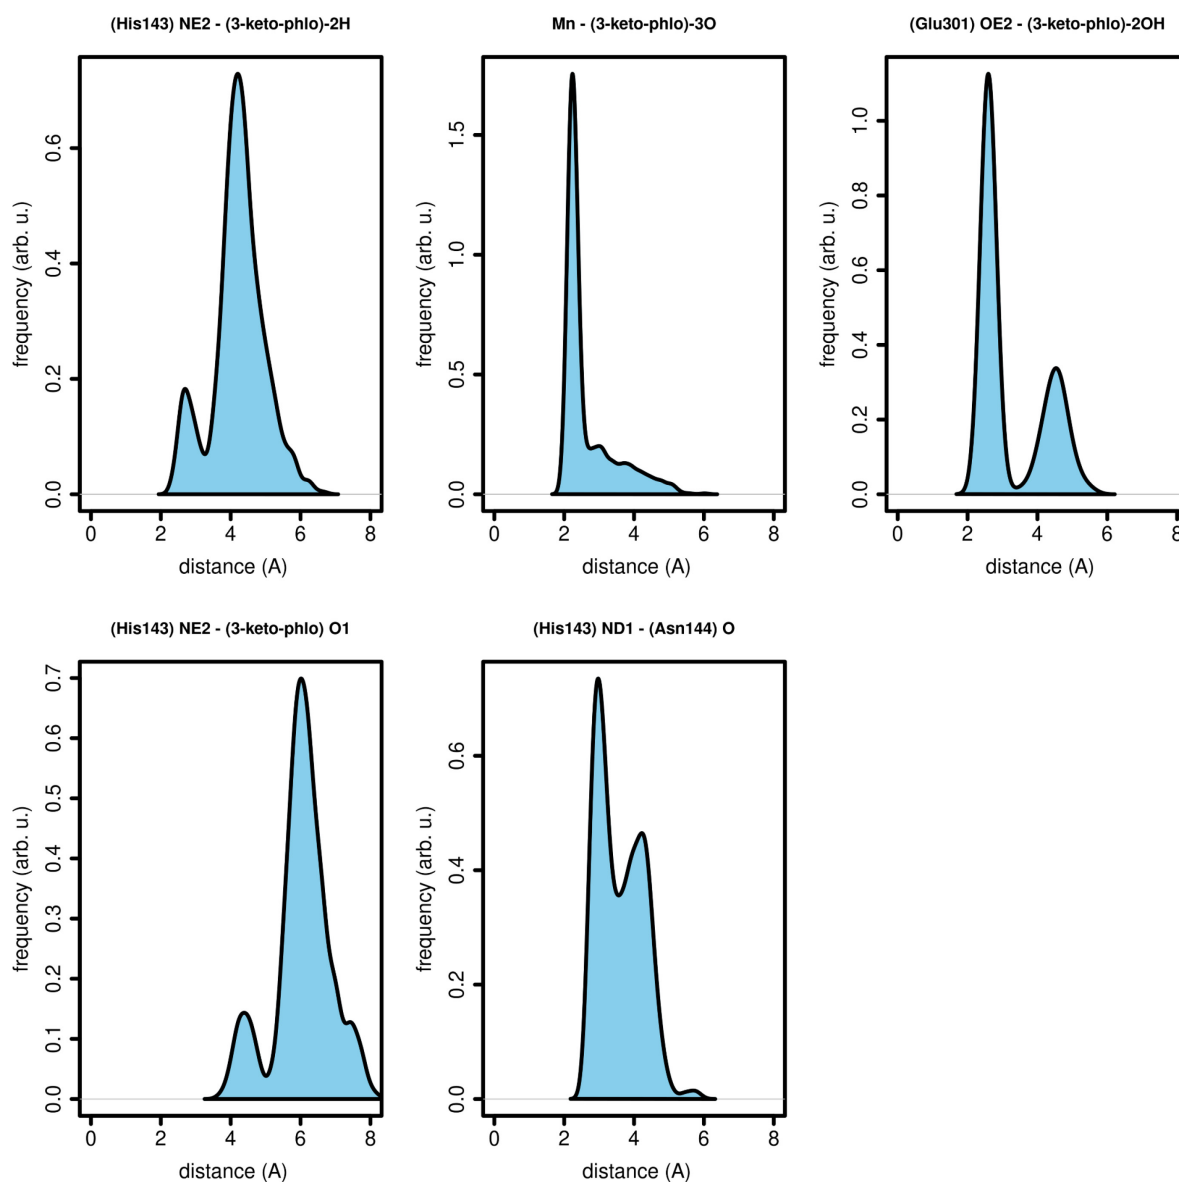 (His143) NE2 - (3-keto-phlo)-2H
frequency (arb. u.)
0.0 0.2 0.4 0.6
0 2 4 6 8
distance (A)
Mn - (3-keto-phlo)-3O
frequency (arb. u.)
0.0 0.5 1.0 1.5
0 2 4 6 8
distance (A)
(Glu301) OE2 - (3-keto-phlo)-2OH
frequency (arb. u.)
0.0 0.2 0.4 0.6 0.8 1.0
0 2 4 6 8
distance (A)
(His143) NE2 - (3-keto-phlo) O1
frequency (arb. u.)
0.0 0.1 0.2 0.3 0.4 0.5 0.6 0.7
0 2 4 6 8
distance (A)
(His143) ND1 - (Asn144) O
frequency (arb. u.)
0.0 0.2 0.4 0.6
0 2 4 6 8
distance (A)